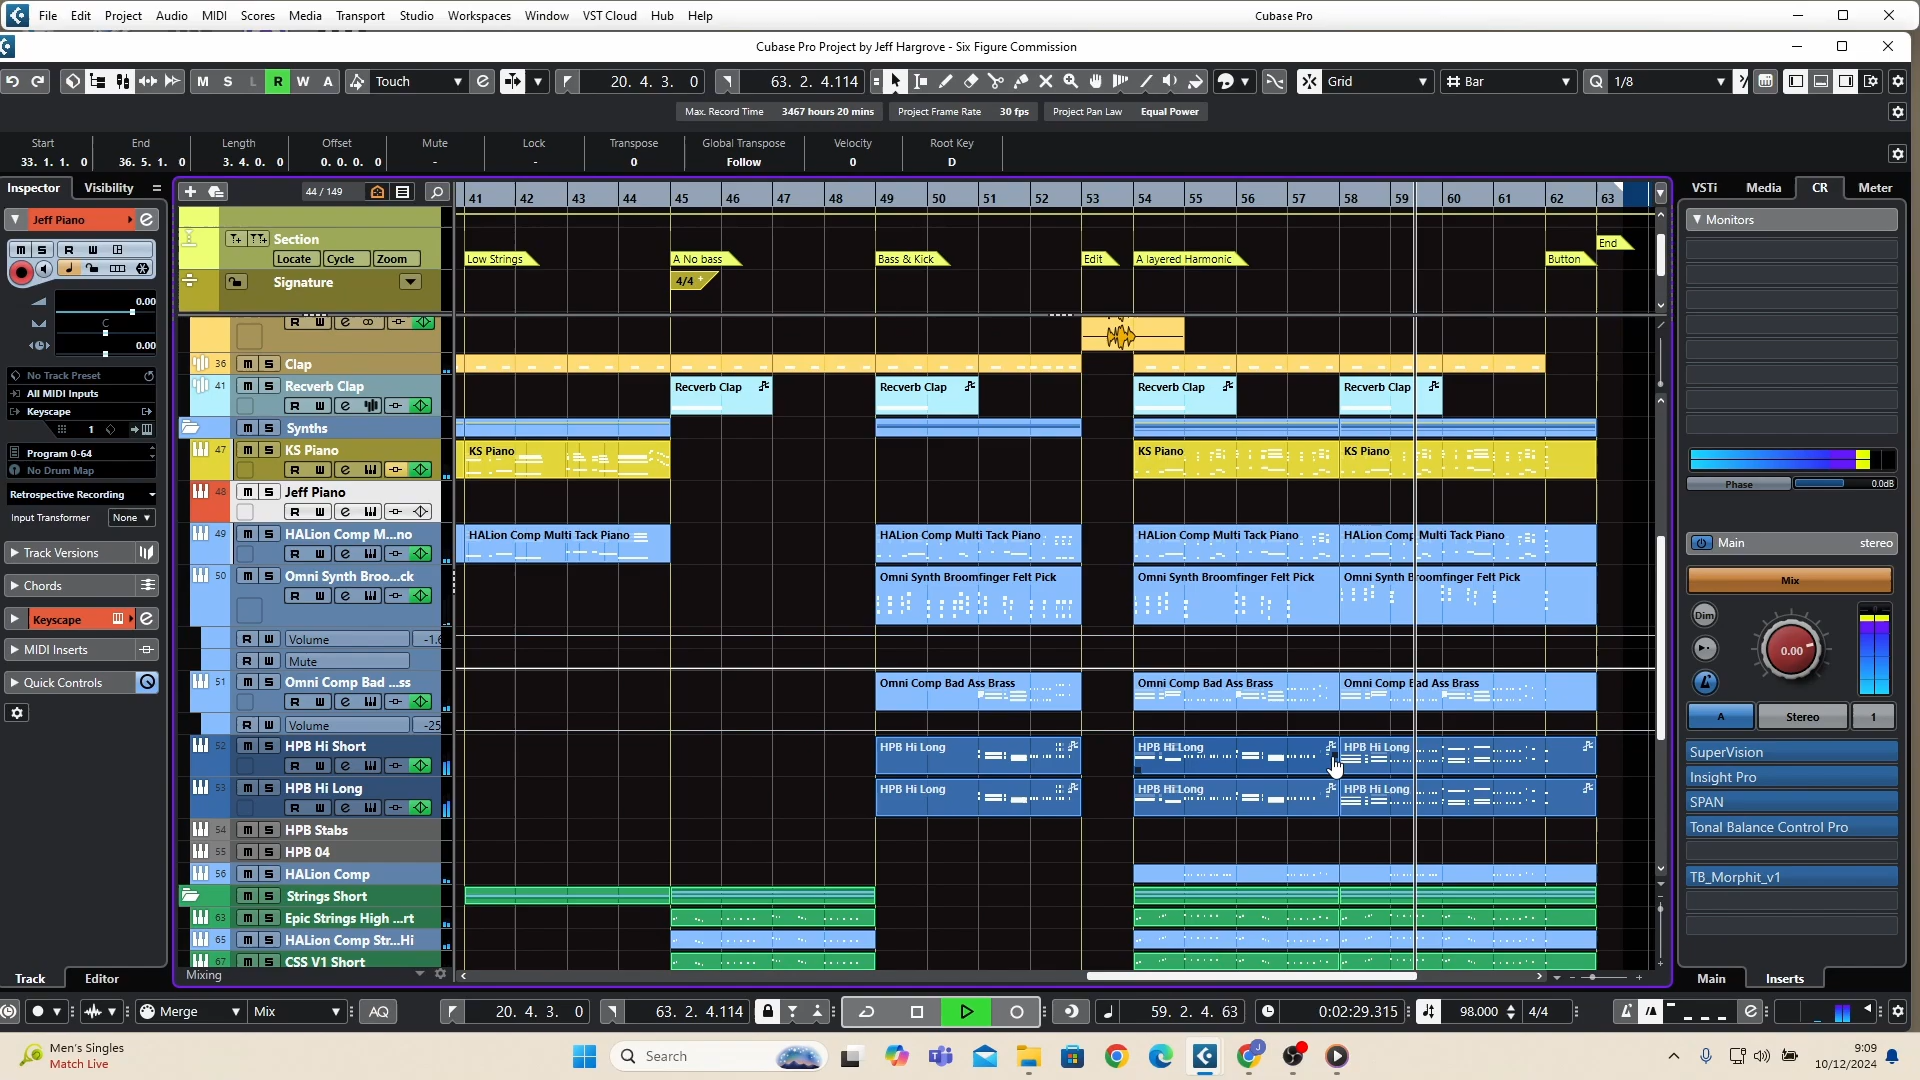 File Edit Project Audio MIDI Scores Media Transport Studio Workspaces Window VST Cloud Hub Help
Cubase Pro
Cubase Pro Project by Jeff Hargrove - Six Figure Commission
M S L R W A Touch 20. 4. 3. 0 63. 2. 4.114 Grid Bar Q 1/8
Max. Record Time 3467 hours 20 mins Project Frame Rate 30 fps Project Pan Law Equal Power
Start End Length Offset Mute Lock Transpose Global Transpose Velocity Root Key
33. 1. 1. 0 36. 5. 1. 0 3. 4. 0. 0 0. 0. 0. 0 - - 0 Follow 0 D
Inspector Visibility 44 / 149 41 42 43 44 45 46 47 48 49 50 51 52 53 54 55 56 57 58 59 60 61 62 63 VSTi Media CR Meter
Jeff Piano
Monitors
Section
End
Locate Cycle Zoom Low Strings A No bass Bass & Kick Edit A layered Harmonic Button
Signature 4/4
0.00
C
0.00
36 Clap
No Track Preset
All MIDI Inputs
Keyscape
1
41 Recverb Clap Recverb Clap Recverb Clap Recverb Clap Recverb Clap
Synths
Program 0-64
No Drum Map
47 KS Piano KS Piano KS Piano KS Piano
Phase 0.0dB
Retrospective Recording
Input Transformer None
48 Jeff Piano
49 HALion Comp M...no HALion Comp Multi Tack Piano HALion Comp Multi Tack Piano HALion Comp Multi Tack Piano HALion Comp Multi Tack Piano
Main stereo
Track Versions
Mix
50 Omni Synth Broo...ck Omni Synth Broomfinger Felt Pick Omni Synth Broomfinger Felt Pick Omni Synth Broomfinger Felt Pick
Chords
Keyscape
Dim
R W Volume -1.6
MIDI Inserts
0.00
R W Mute
Quick Controls
51 Omni Comp Bad ...ss Omni Comp Bad Ass Brass Omni Comp Bad Ass Brass Omni Comp Bad Ass Brass
A Stereo 1
R W Volume -25
52 HPB Hi Short HPB Hi Long HPB Hi Long HPB Hi Long
SuperVision
Insight Pro
53 HPB Hi Long HPB Hi Long HPB Hi Long HPB Hi Long
SPAN
Tonal Balance Control Pro
54 HPB Stabs
55 HPB 04
56 HALion Comp
TB_Morphit_v1
Strings Short
63 Epic Strings High ...rt
65 HALion Comp Str...Hi
67 CSS V1 Short
Track Editor Mixing Main Inserts
Merge Mix AQ 20. 4. 3. 0 63. 2. 4.114 59. 2. 4. 63 0:02:29.315 98.000 4/4
Men's Singles
Match Live
Search
9:09
10/12/2024